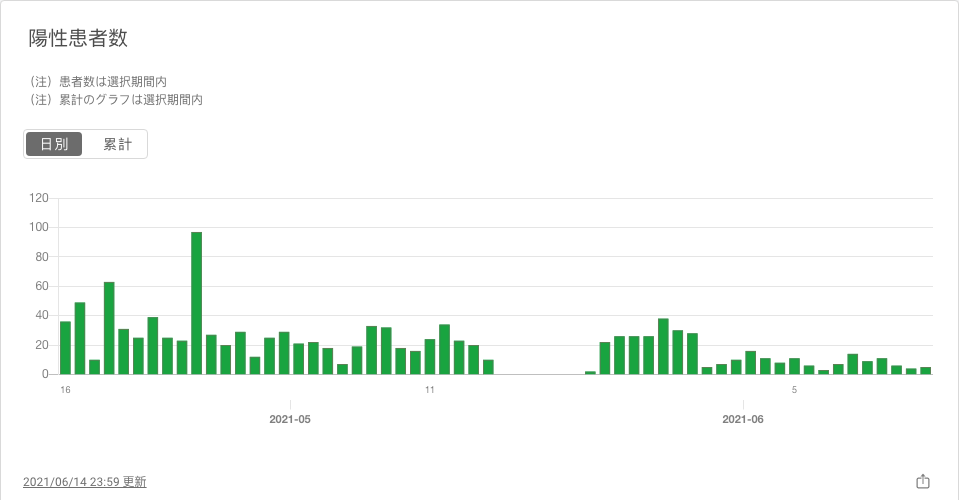 陽性患者数
（注）患者数は選択期間内
（注）累計のグラフは選択期間内
日別 累計
120
100
80
60
40
20
0
16 11 5
2021-05 2021-06
2021/06/14 23:59 更新